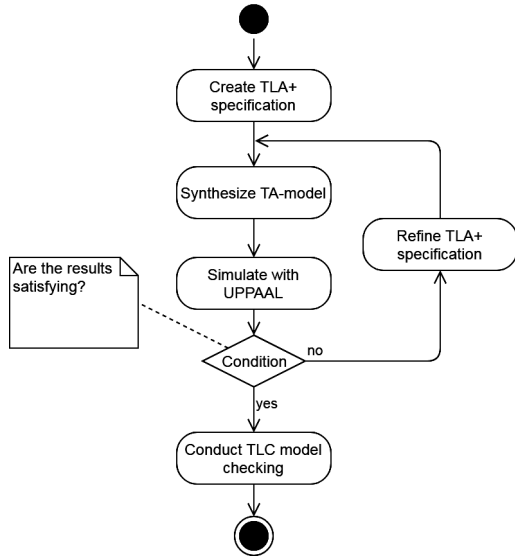 Create TLA+
specification
Synthesize TA-model
Refine TLA+
specification
Are the results
satisfying?
Simulate with
UPPAAL
Condition
no
yes
Conduct TLC model
checking